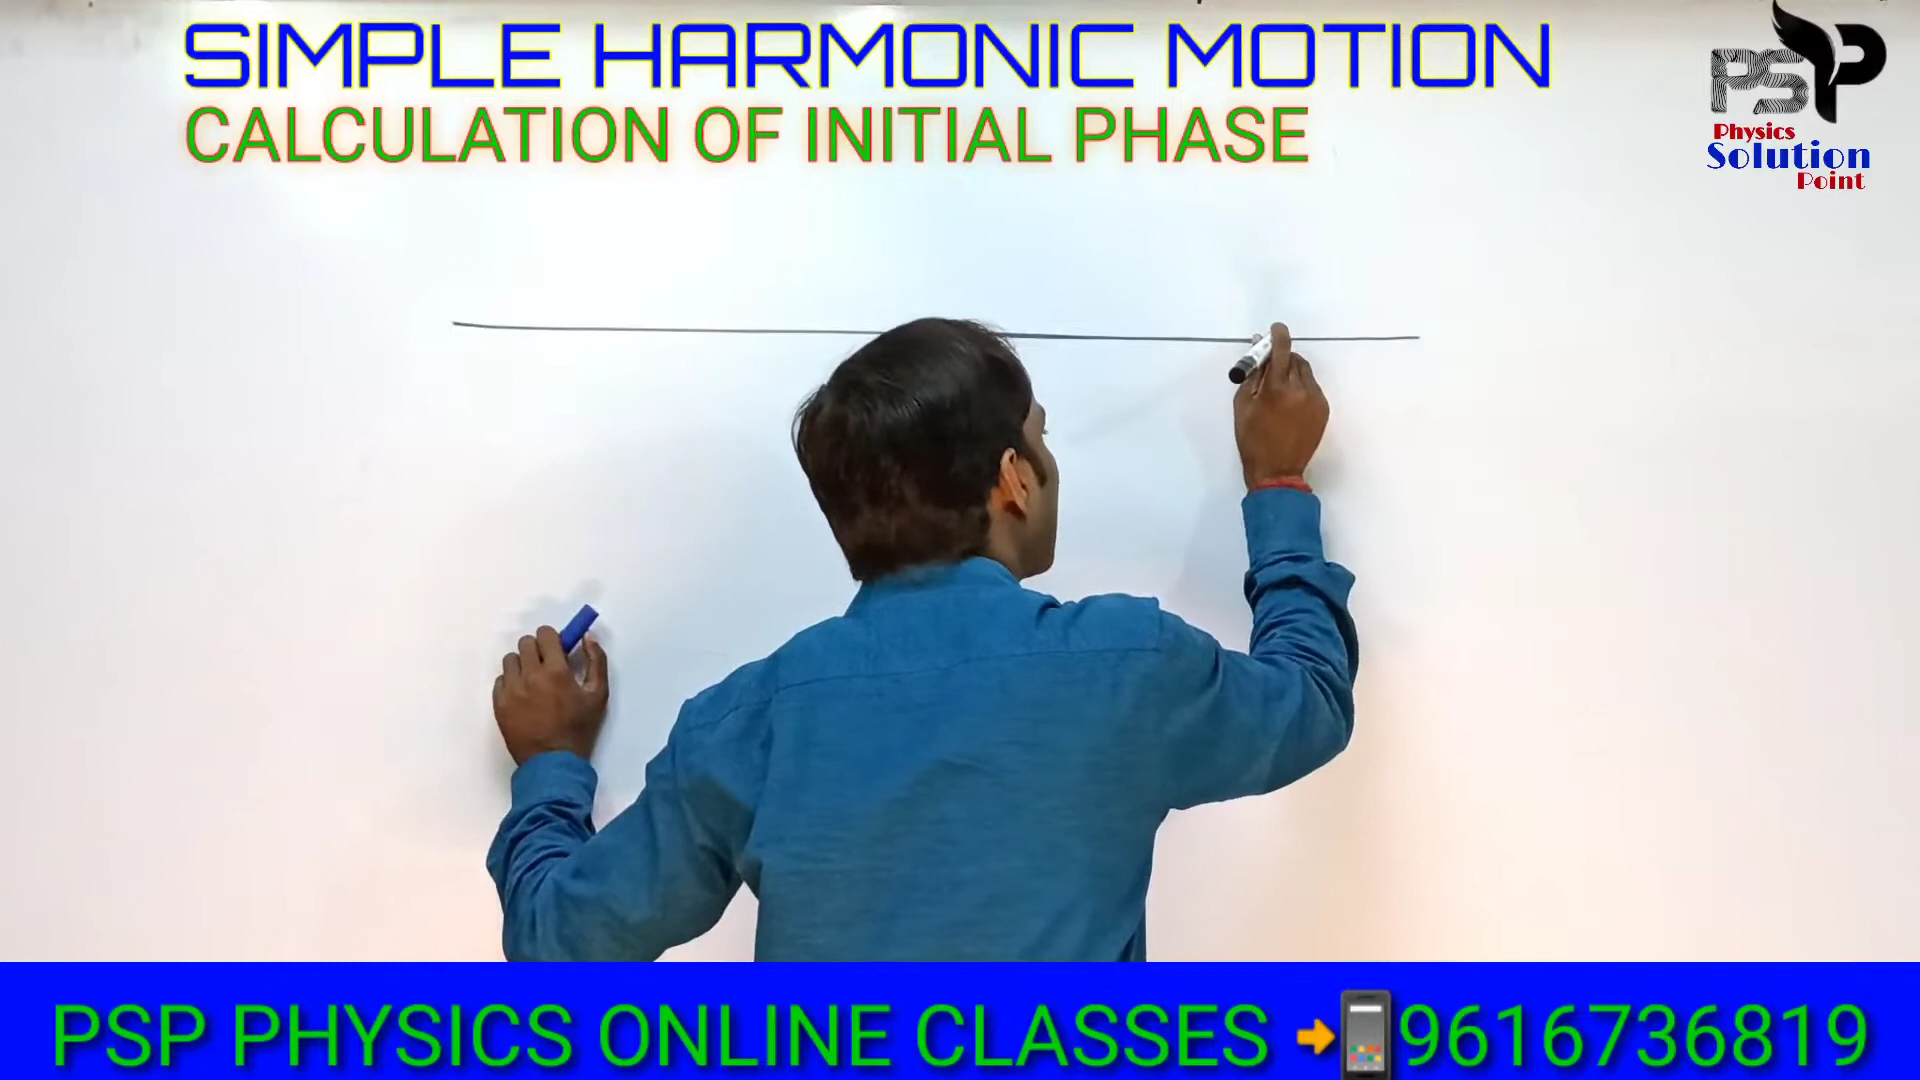 SIMPLE HARMONIC MOTION
CALCULATION OF INITIAL PHASE
PSP
Physics
Solution
Point
PSP PHYSICS ONLINE CLASSES 9616736819